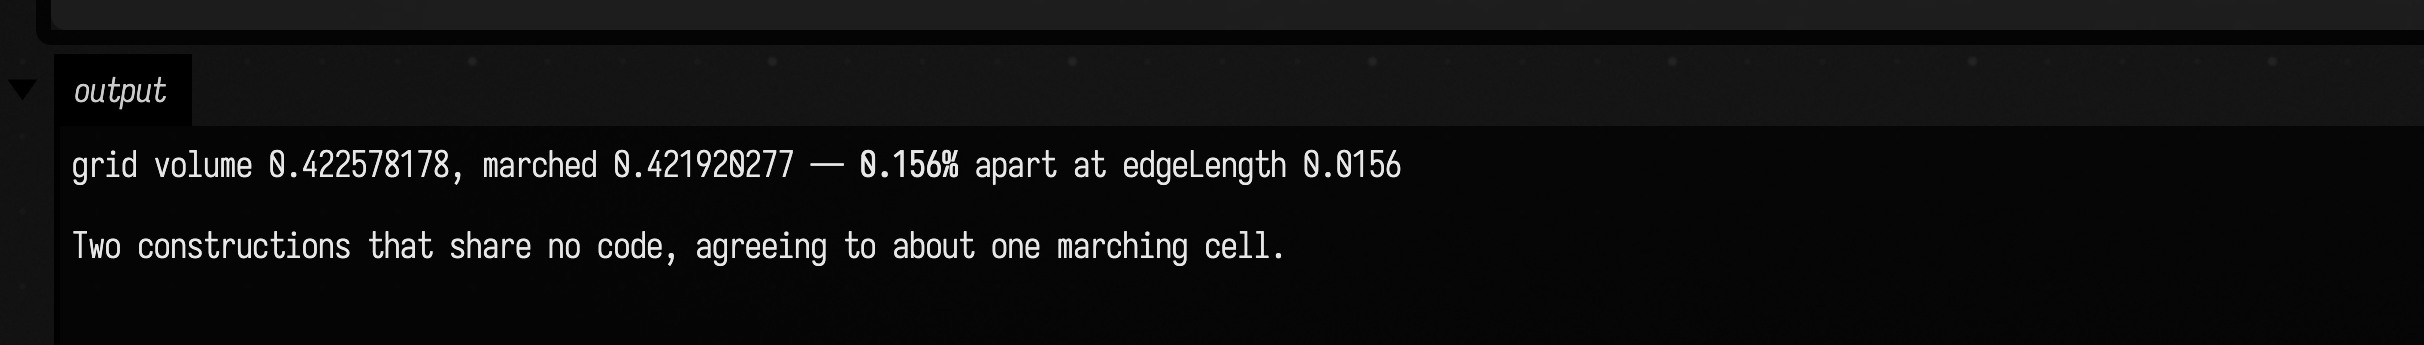 output
grid volume 0.422578178, marched 0.421920277 — 0.156% apart at edgeLength 0.0156
Two constructions that share no code, agreeing to about one marching cell.